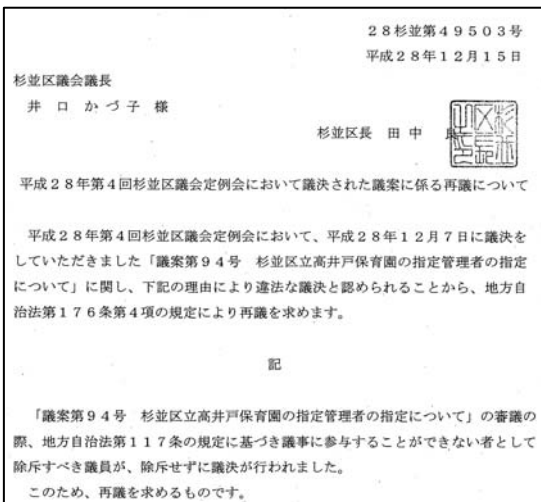 28杉並第49503号
平成28年12月15日
杉並区議会議長
井口かづ子様
杉並区長 田中
平成28年第4回杉並区議会定例会において議決された議案に係る再議について
平成28年第4回杉並区議会定例会において、平成28年12月7日に議決を
していただきました「議案第94号 杉並区立高井戸保育園の指定管理者の指定
について」に関し、下記の理由により違法な議決と認められることから、地方自
治法第176条第4項の規定により再議を求めます。
記
「議案第94号 杉並区立高井戸保育園の指定管理者の指定について」の審議の
際、地方自治法第117条の規定に基づき議事に参与することができない者として
除斥すべき議員が、除斥せずに議決が行われました。
このため、再議を求めるものです。